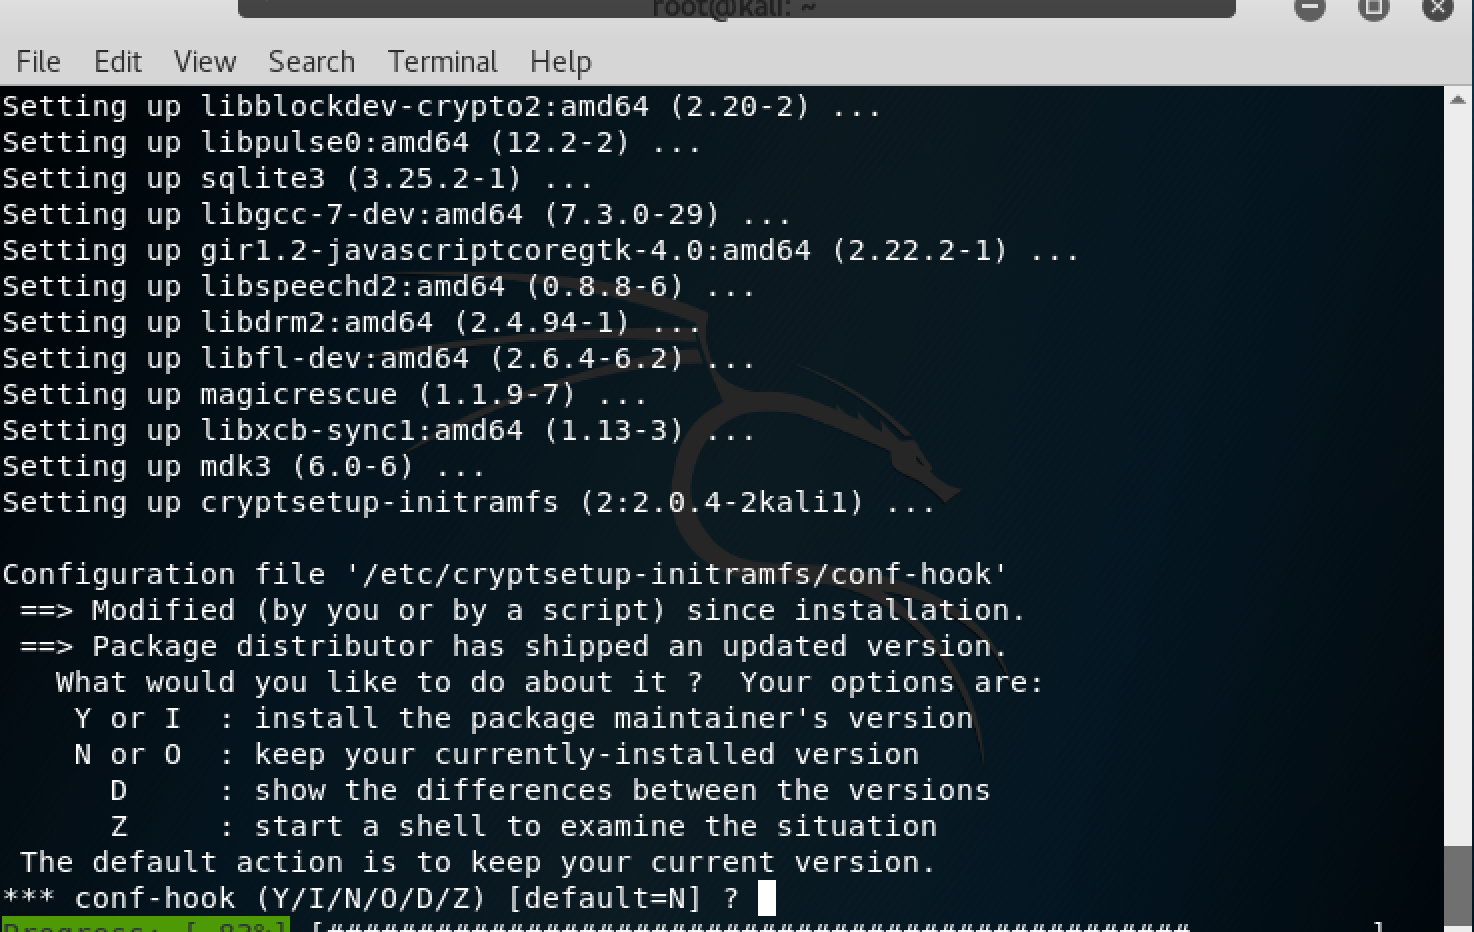 root@kali: ~
File Edit View Search Terminal Help
Setting up libblockdev-crypto2:amd64 (2.20-2) ...
Setting up libpulse0:amd64 (12.2-2) ...
Setting up sqlite3 (3.25.2-1) ...
Setting up libgcc-7-dev:amd64 (7.3.0-29) ...
Setting up gir1.2-javascriptcoregtk-4.0:amd64 (2.22.2-1) ...
Setting up libspeechd2:amd64 (0.8.8-6) ...
Setting up libdrm2:amd64 (2.4.94-1) ...
Setting up libfl-dev:amd64 (2.6.4-6.2) ...
Setting up magicrescue (1.1.9-7) ...
Setting up libxcb-sync1:amd64 (1.13-3) ...
Setting up mdk3 (6.0-6) ...
Setting up cryptsetup-initramfs (2:2.0.4-2kali1) ...
Configuration file '/etc/cryptsetup-initramfs/conf-hook'
==> Modified (by you or by a script) since installation.
==> Package distributor has shipped an updated version.
What would you like to do about it ?  Your options are:
Y or I  : install the package maintainer's version
N or O  : keep your currently-installed version
D     : show the differences between the versions
Z     : start a shell to examine the situation
The default action is to keep your current version.
*** conf-hook (Y/I/N/O/D/Z) [default=N] ?
Progress: [ 83%] [################################################          ]